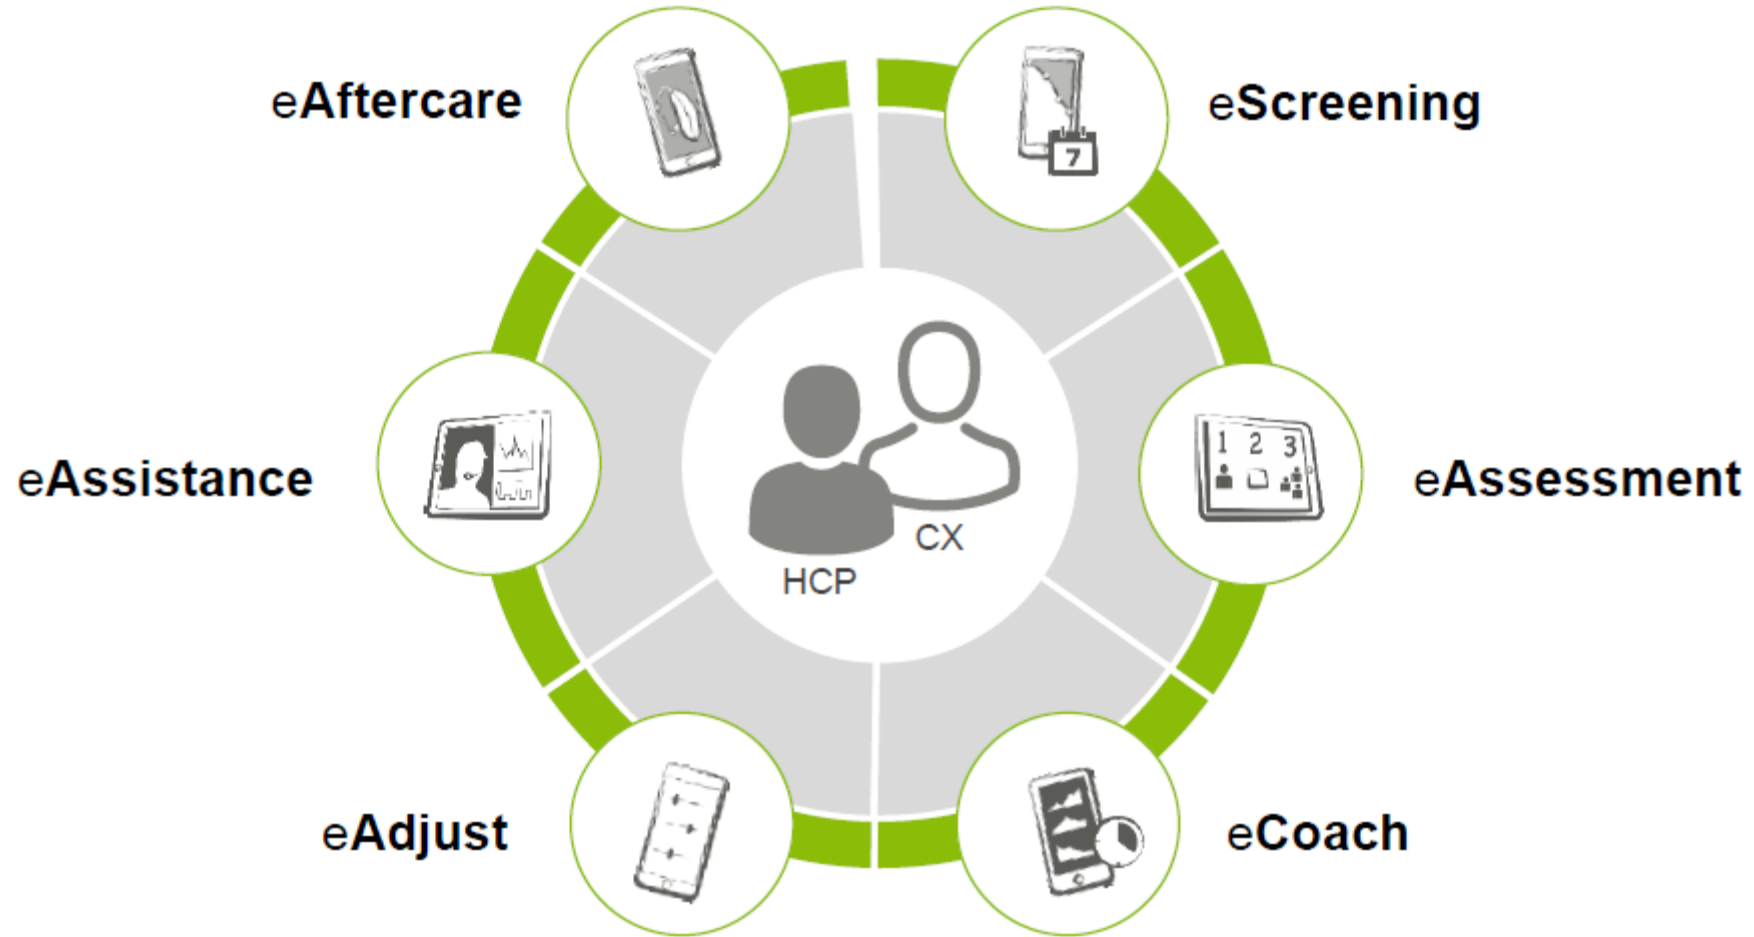 eAftercare
eScreening
7
eAssistance
1 2 3
eAssessment
CX
HCP
eAdjust
eCoach